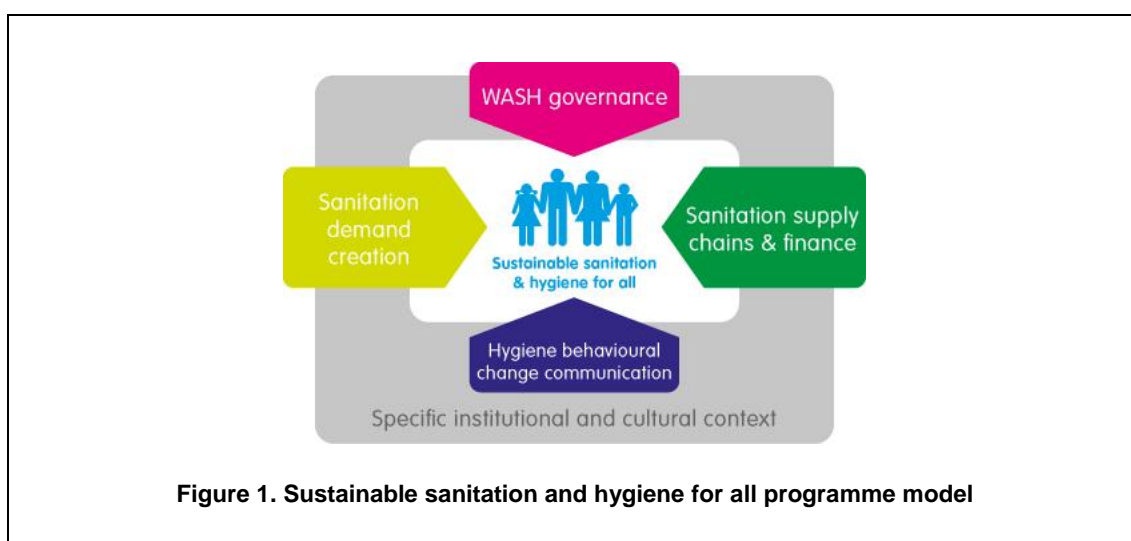 WASH governance
Sanitation
demand
creation
Sanitation supply
chains & finance
Sustainable sanitation
& hygiene for all
Hygiene behavioural
change communication
Specific institutional and cultural context
Figure 1. Sustainable sanitation and hygiene for all programme model